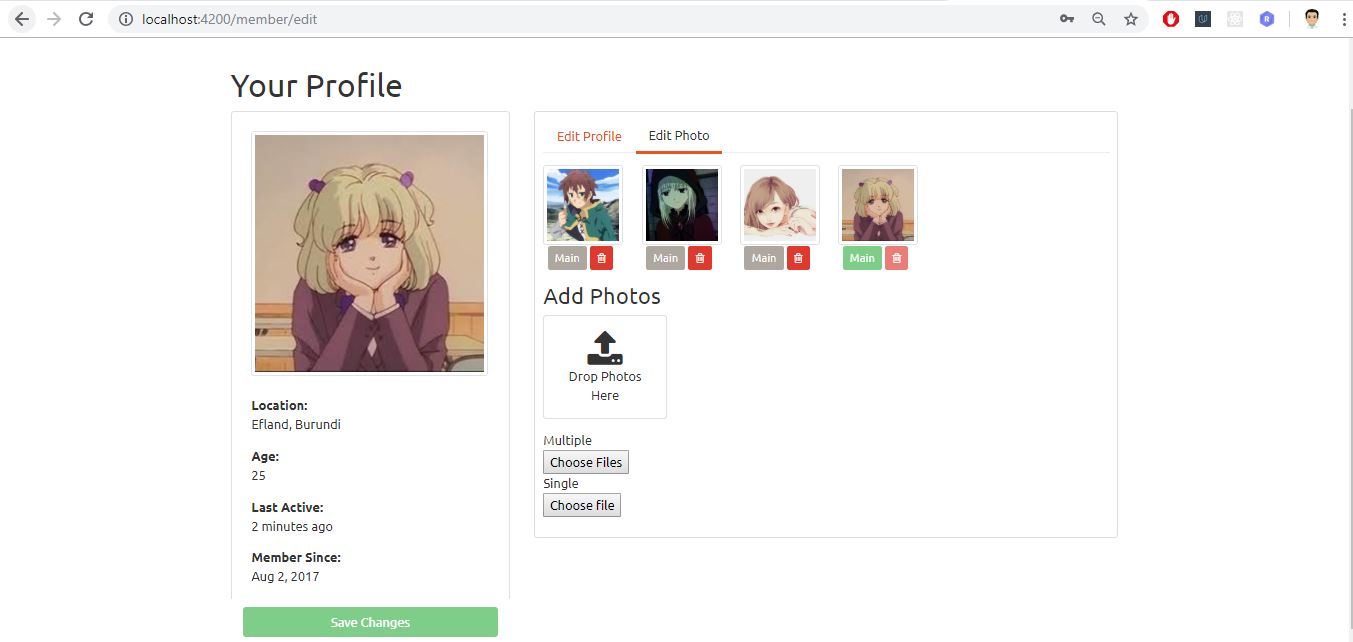 localhost:4200/member/edit
Your Profile
Location:
Efland, Burundi
Age:
25
Last Active:
2 minutes ago
Member Since:
Aug 2, 2017
Save Changes
Edit Profile Edit Photo
Main Main Main Main
Add Photos
Drop Photos
Here
Multiple
Choose Files
Single
Choose file